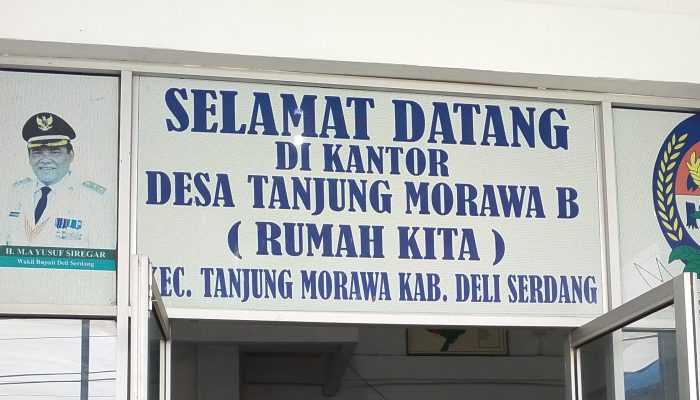 SELAMAT DATANG
DI KANTOR
DESA TANJUNG MORAWA B
( RUMAH KITA )
KEC. TANJUNG MORAWA KAB. DELI SERDANG
H. M.A YUSUF SIREGAR
Wakil Bupati Deli Serdang